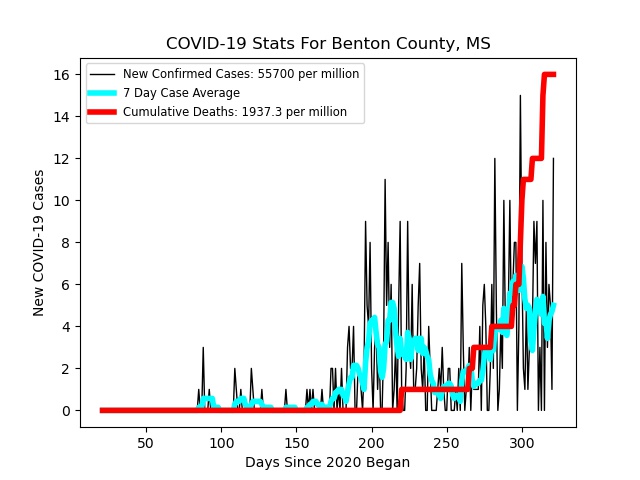 COVID-19 Stats For Benton County, MS
New Confirmed Cases: 55700 per million
7 Day Case Average
Cumulative Deaths: 1937.3 per million
New COVID-19 Cases
16
14
12
10
8
6
4
2
0
50 100 150 200 250 300
Days Since 2020 Began